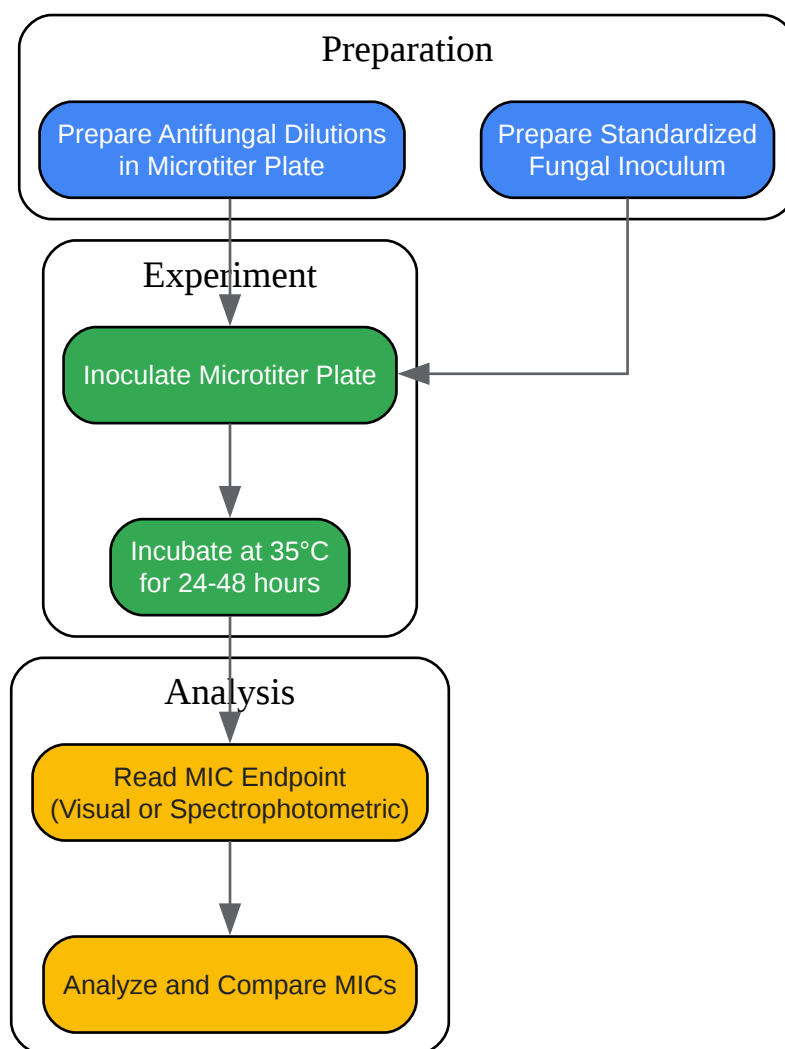 Preparation
Prepare Antifungal Dilutions
in Microtiter Plate
Prepare Standardized
Fungal Inoculum
Experiment
Inoculate Microtiter Plate
Incubate at 35°C
for 24-48 hours
Analysis
Read MIC Endpoint
(Visual or Spectrophotometric)
Analyze and Compare MICs